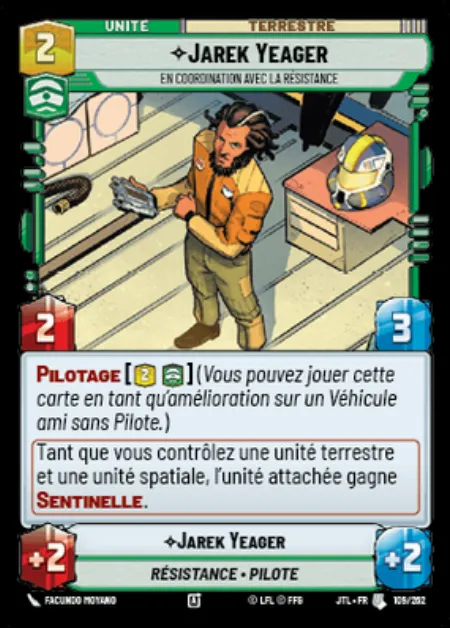 UNITÉ
TERRESTRE
2
JAREK YEAGER
EN COORDINATION AVEC LA RÉSISTANCE
2
3
PILOTAGE [2] (Vous pouvez jouer cette
carte en tant qu'amélioration sur un Véhicule
ami sans Pilote.)
Tant que vous contrôlez une unité terrestre
et une unité spatiale, l'unité attachée gagne
SENTINELLE.
+2
JAREK YEAGER
+2
RÉSISTANCE • PILOTE
FACUNDO MOYANO
A
© LFL © FFG
JTL • FR
109/262